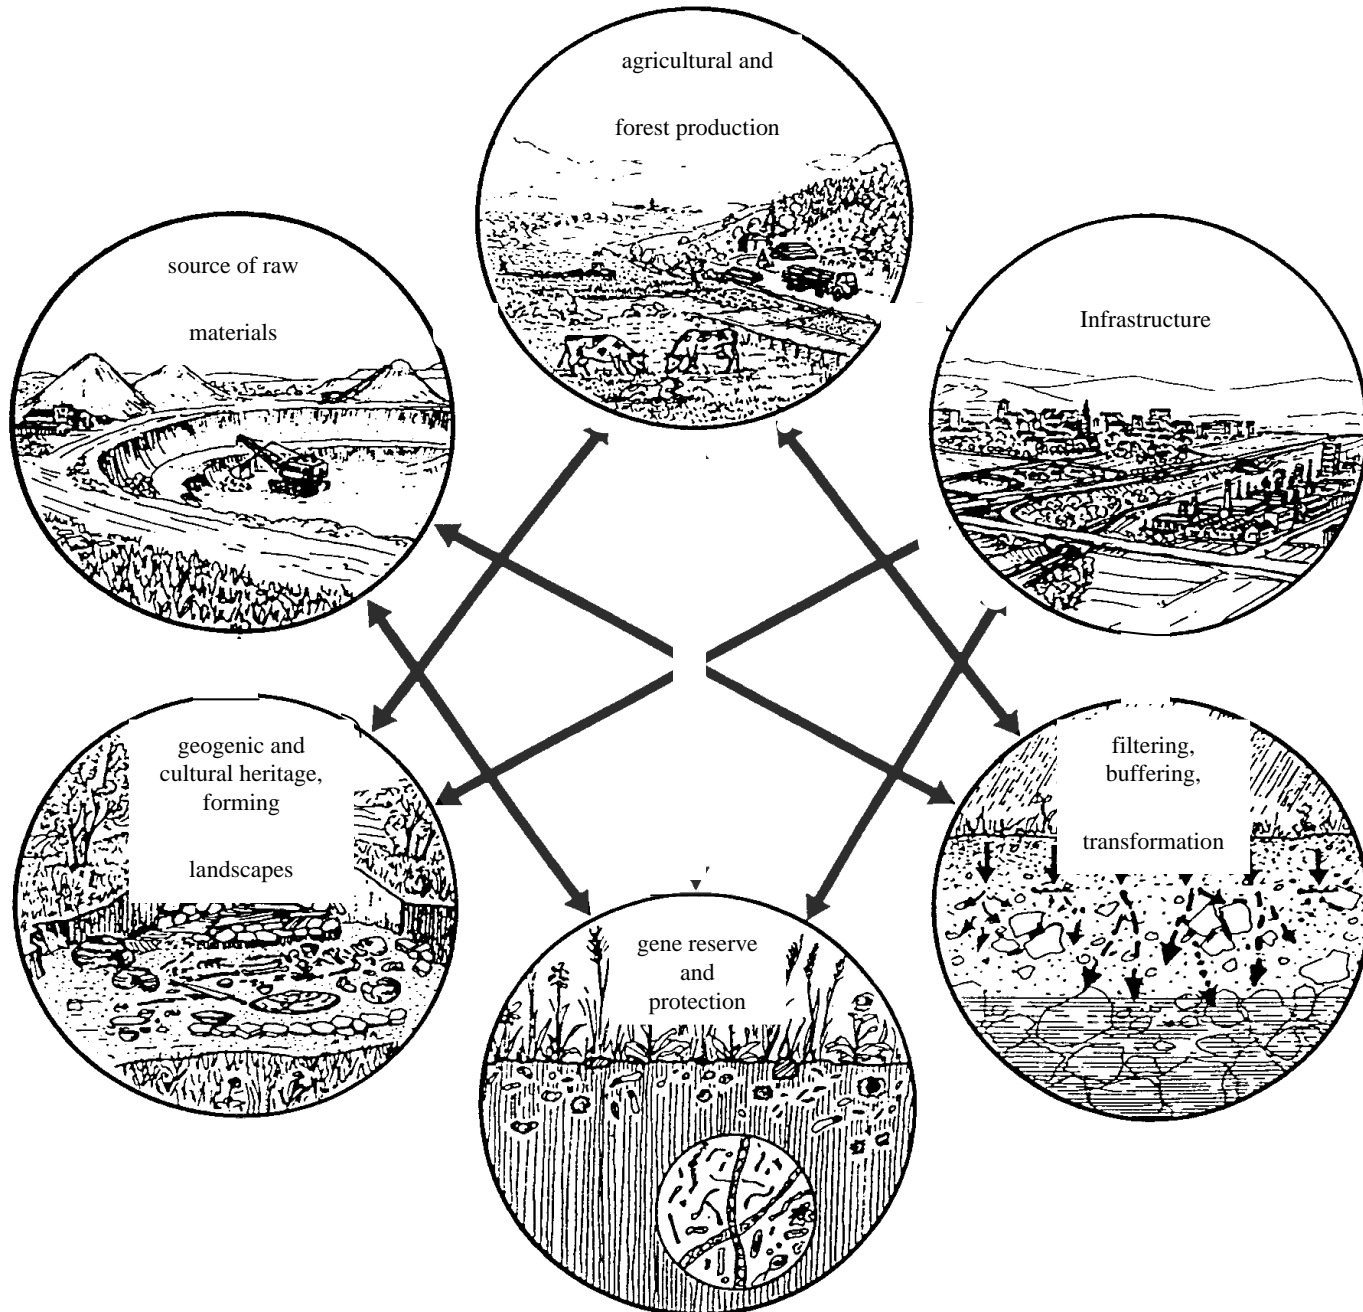 agricultural and
forest production
source of raw
materials
Infrastructure
geogenic and
cultural heritage,
forming
landscapes
filtering,
buffering,
transformation
gene reserve
and
protection